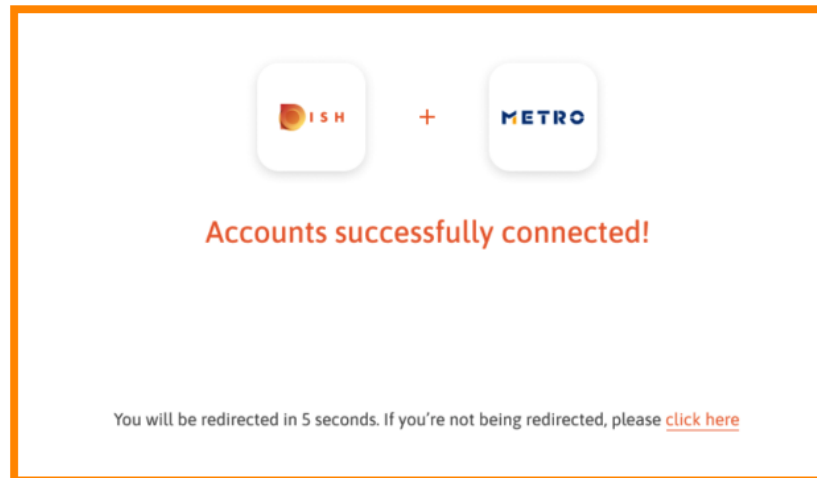 DISH
+
METRO
Accounts successfully connected!
You will be redirected in 5 seconds. If you’re not being redirected, please click here